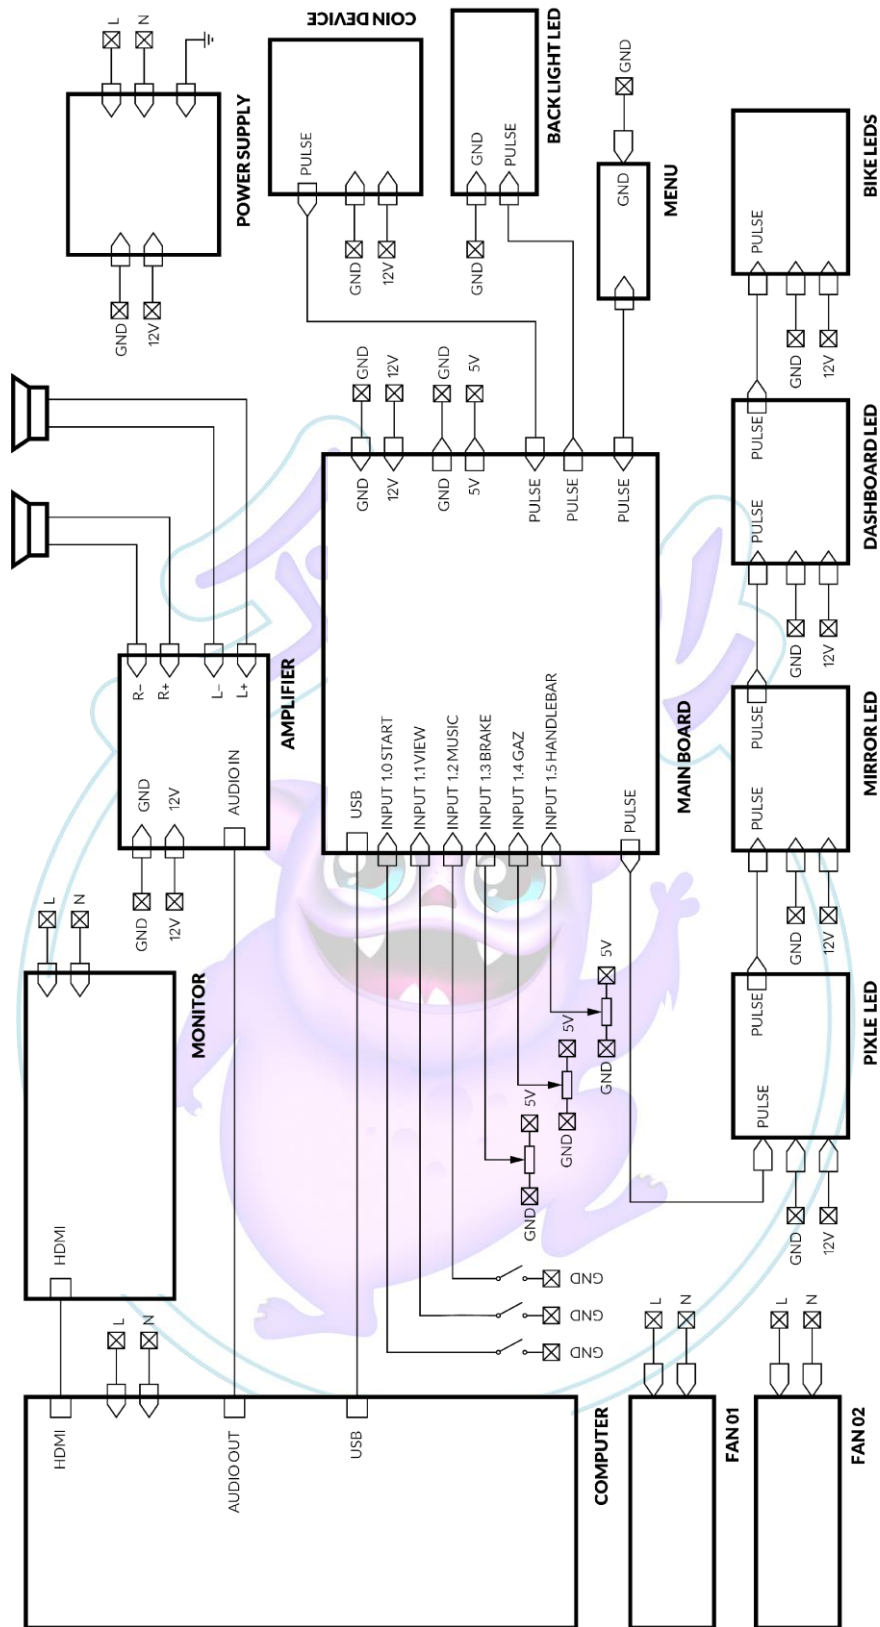 HDMI
L
N
AUDIO OUT
USB
COMPUTER
L
N
FAN 01
L
N
FAN 02
L
N
HDMI
MONITOR
GND
GND
12V
12V
AUDIO IN
R-
R+
L-
L+
AMPLIFIER
GND
12V
L
N
POWER SUPPLY
PULSE
GND
12V
COIN DEVICE
GND
GND
PULSE
BACK LIGHT LED
GND
GND
MENU
USB
INPUT 1.0 START
INPUT 1.1 VIEW
INPUT 1.2 MUSIC
INPUT 1.3 BRAKE
INPUT 1.4 GAZ
INPUT 1.5 HANDLEBAR
PULSE
GND
GND
12V
12V
GND
GND
5V
5V
PULSE
PULSE
PULSE
MAIN BOARD
GND
GND
GND
GND
5V
GND
5V
GND
5V
PULSE
PULSE
GND
12V
PIXLE LED
PULSE
PULSE
GND
12V
MIRROR LED
PULSE
PULSE
GND
12V
DASHBOARD LED
PULSE
GND
12V
BIKE LEDS